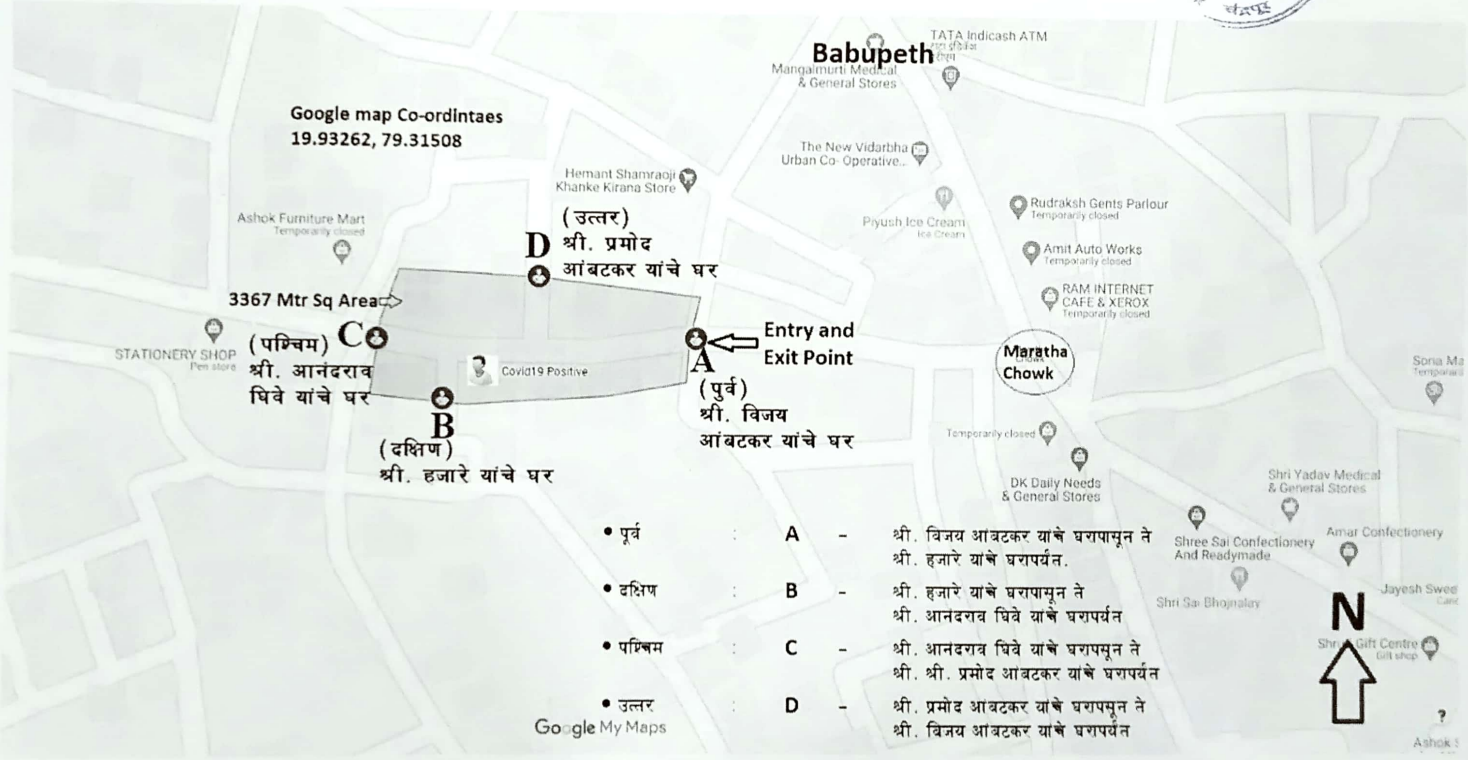 चंद्रपूर
TATA Indicash ATM
टाटा इंडिकॅश
Babupeth
Mangalmurti Medical
& General Stores
Google map Co-ordintaes
19.93262, 79.31508
The New Vidarbha
Urban Co- Operative...
Hemant Shamraoji
Khanke Kirana Store
Rudraksh Gents Parlour
Temporarily closed
Ashok Furniture Mart
Temporarily closed
(उत्तर)
D श्री. प्रमोद
आंबटकर यांचे घर
Piyush Ice Cream
Ice Cream
Amit Auto Works
Temporarily closed
RAM INTERNET
CAFE & XEROX
Temporarily closed
3367 Mtr Sq Area
STATIONERY SHOP
Pen store
C
(पश्चिम)
श्री. आनंदराव
घिवे यांचे घर
Entry and
Exit Point
A
(पुर्व)
श्री. विजय
आंबटकर यांचे घर
Covid19 Positive
Maratha
Chowk
Sona Ma
Temporari
B
(दक्षिण)
श्री. हजारे यांचे घर
Temporarily closed
DK Daily Needs
& General Stores
Shri Yadav Medical
& General Stores
Shree Sai Confectionery
And Readymade
Amar Confectionery
Shri Sai Bhojnalay
Jayesh Swee
• पूर्व : A - श्री. विजय आंबटकर यांचे घरापासून ते
श्री. हजारे यांचे घरापर्यंत.
• दक्षिण : B - श्री. हजारे यांचे घरापासून ते
श्री. आनंदराव घिवे यांचे घरापर्यंत
• पश्चिम : C - श्री. आनंदराव घिवे यांचे घरापसून ते
श्री. श्री. प्रमोद आंबटकर यांचे घरापर्यंत
• उत्तर : D - श्री. प्रमोद आंबटकर यांचे घरापसून ते
श्री. विजय आंबटकर यांचे घरापर्यंत
N
Gift Centre
Gift shop
?
Ashok S
Google My Maps